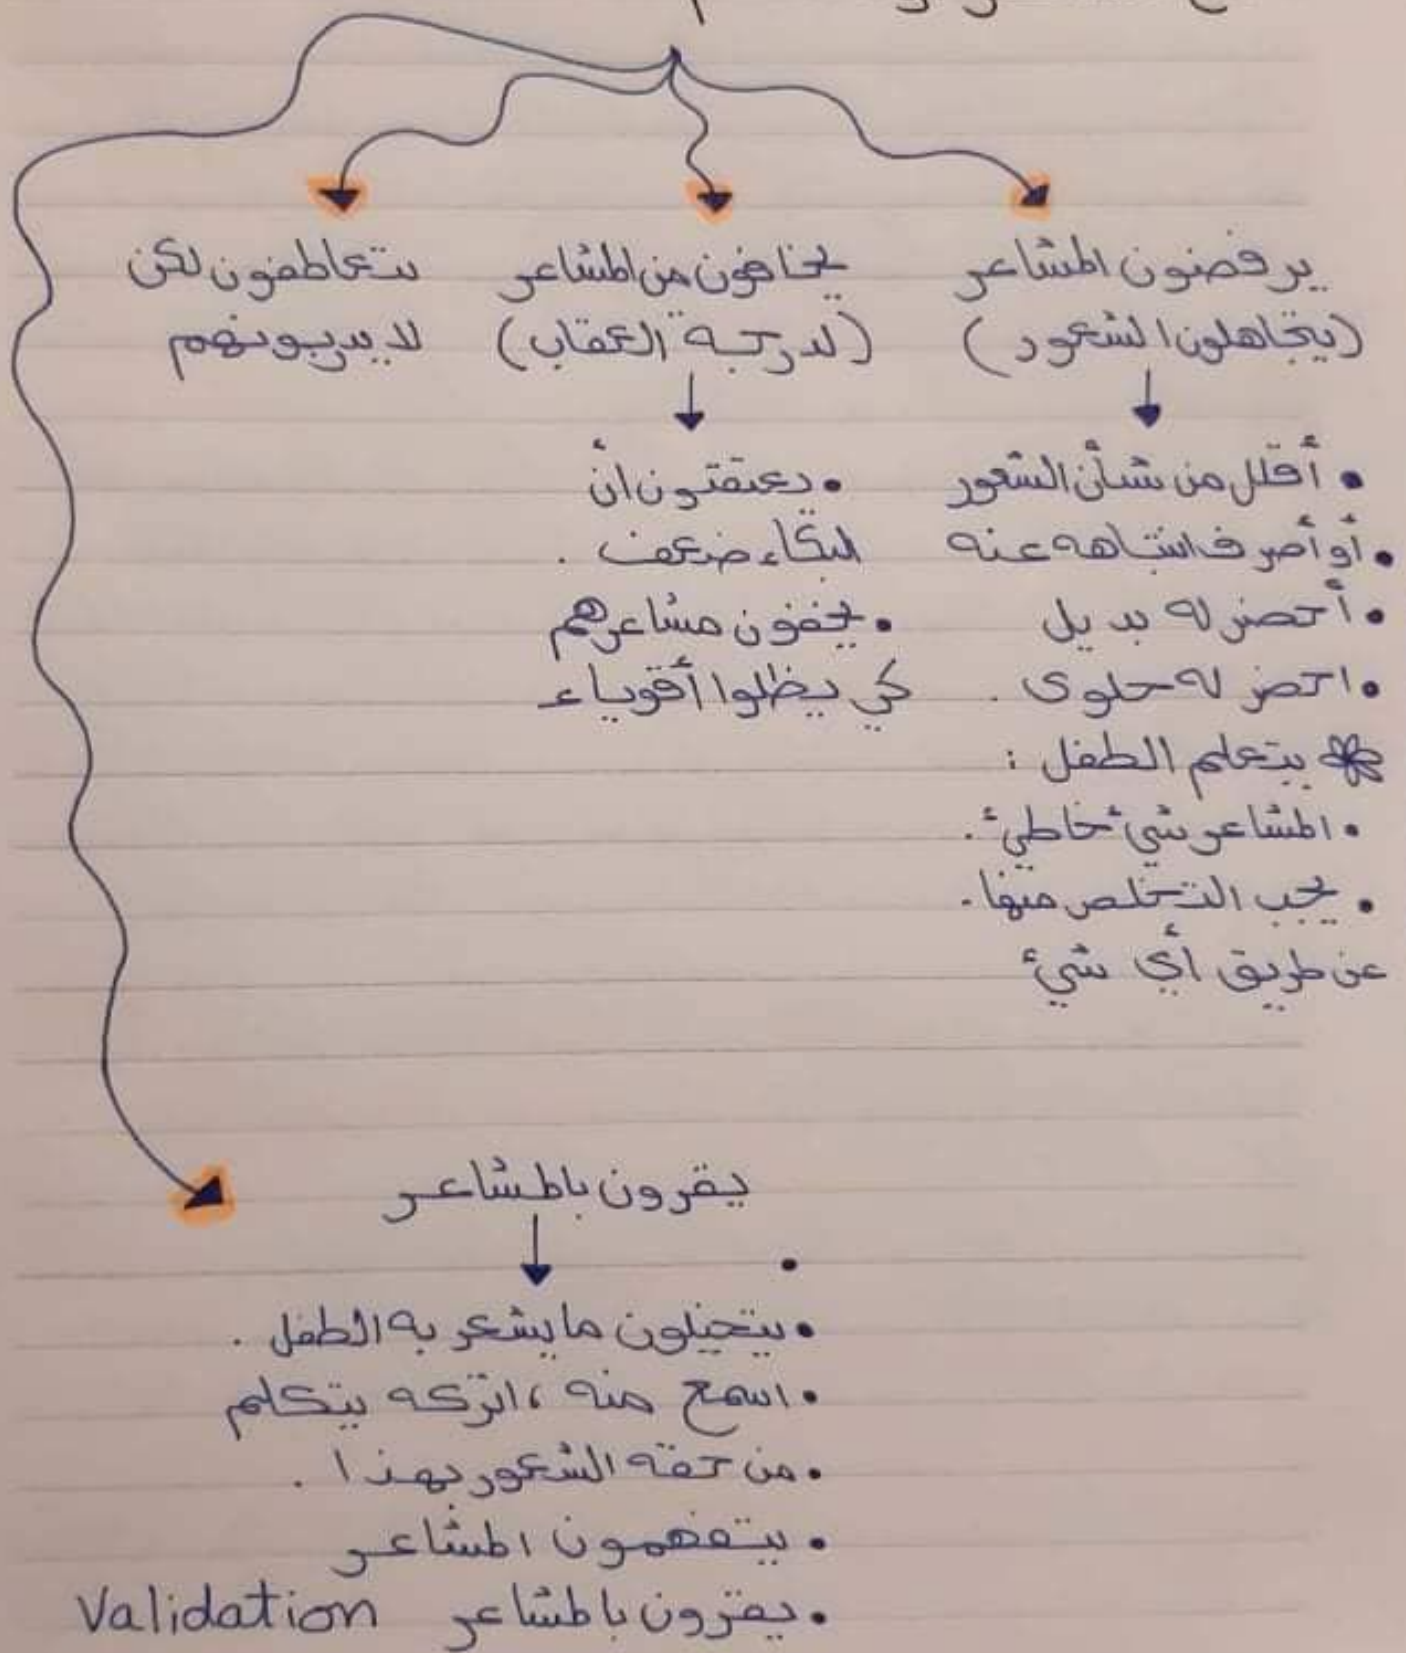 يرفضون المشاعر
(يتجاهلون الشعور)
• أقلل من شأن الشعور
• أو أصرف انتباهه عنه
• أحضر له بديل
• احضر له حلوى .
يتعلم الطفل :
• المشاعر شيء خاطئ .
• يجب التخلص منها .
عن طريق أي شيء
يخافون من المشاعر
(لدرجة العقاب)
• يعتقدون أن
البكاء ضعف .
• يخفون مشاعرهم
كي يظلوا أقوياء
يتعاطفون لكن
لا يربونهم
يقرون بالمشاعر
•
• يتخيلون ما يشعر به الطفل .
• اسمع منه ، اتركه يتكلم
• من حقه الشعور بهذا .
• يتفهمون المشاعر
• يقرون بالمشاعر Validation